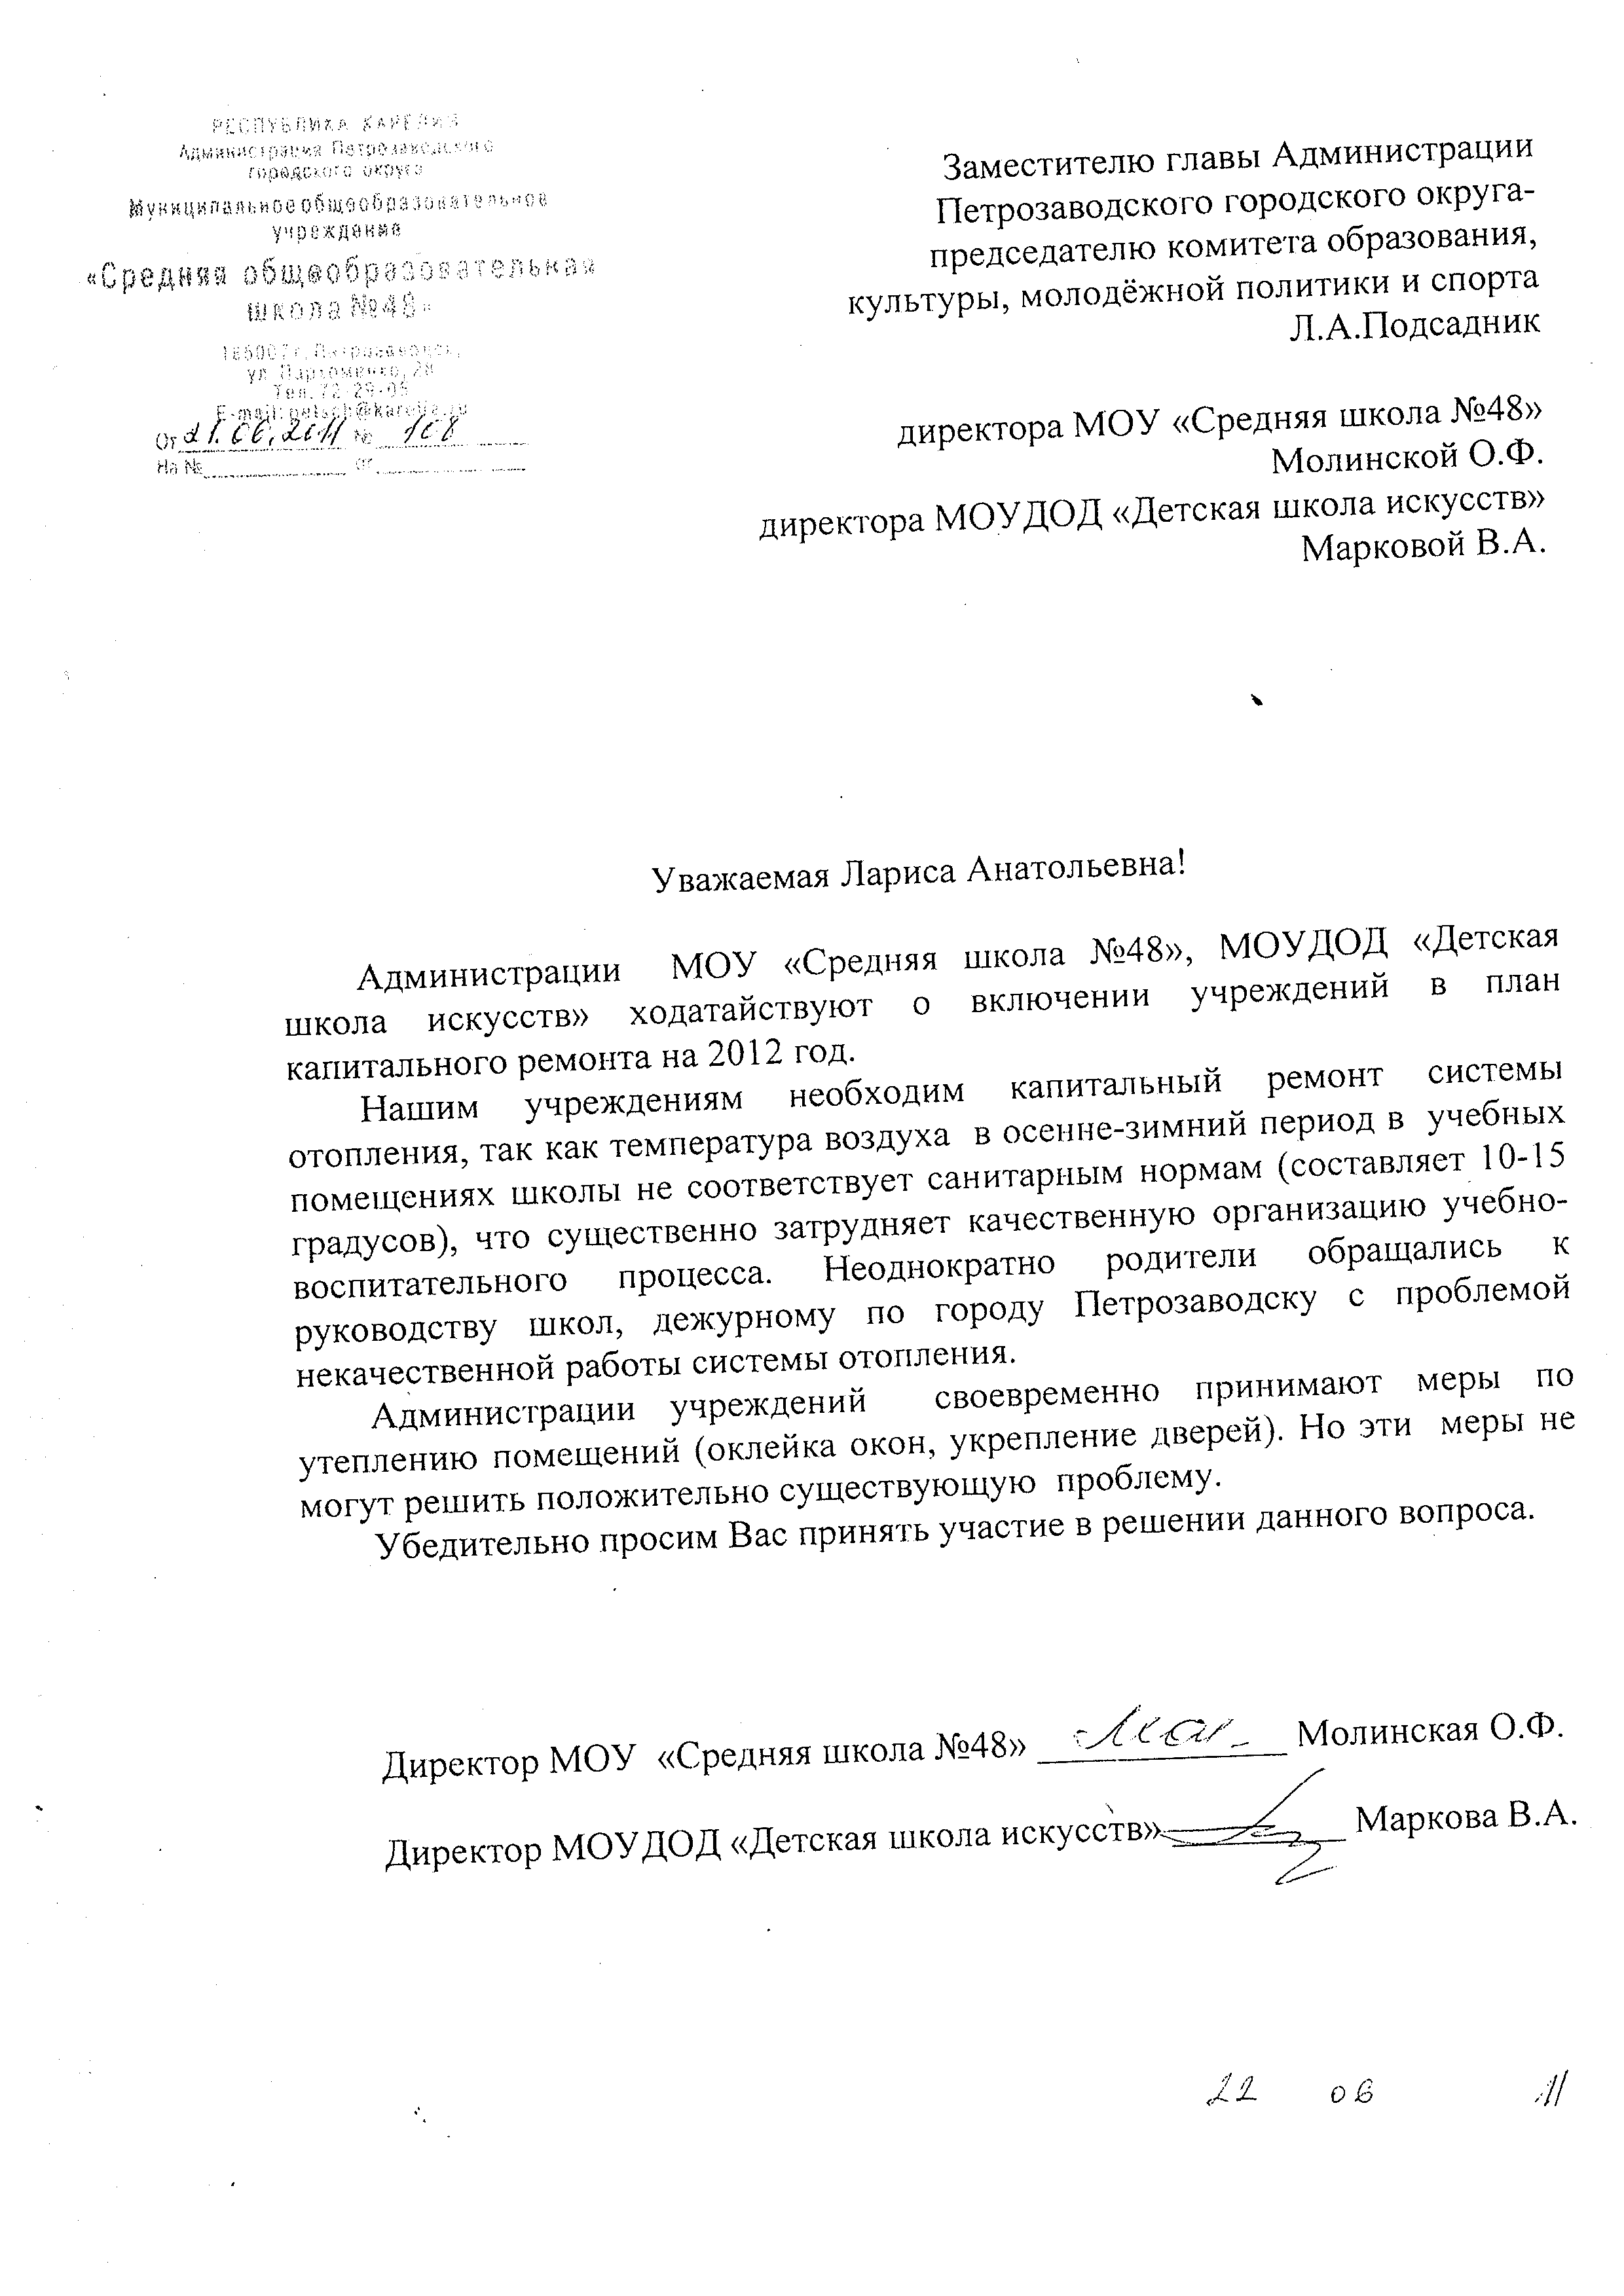 РЕСПУБЛИКА КАРЕЛИЯ
Администрация Петрозаводского
городского округа
Муниципальное общеобразовательное
учреждение
«Средняя общеобразовательная
школа №48»
185007 г. Петрозаводск,
ул. Пархоменко, 28
Тел. 72-29-05
E-mail: petsch@karelia.ru
От 21.06.2011 № 108
На № от
Заместителю главы Администрации
Петрозаводского городского округа-
председателю комитета образования,
культуры, молодёжной политики и спорта
Л.А.Подсадник
директора МОУ «Средняя школа №48»
Молинской О.Ф.
директора МОУДОД «Детская школа искусств»
Марковой В.А.
Уважаемая Лариса Анатольевна!
Администрации МОУ «Средняя школа №48», МОУДОД «Детская
школа искусств» ходатайствуют о включении учреждений в план
капитального ремонта на 2012 год.
Нашим учреждениям необходим капитальный ремонт системы
отопления, так как температура воздуха в осенне-зимний период в учебных
помещениях школы не соответствует санитарным нормам (составляет 10-15
градусов), что существенно затрудняет качественную организацию учебно-
воспитательного процесса. Неоднократно родители обращались к
руководству школ, дежурному по городу Петрозаводску с проблемой
некачественной работы системы отопления.
Администрации учреждений своевременно принимают меры по
утеплению помещений (оклейка окон, укрепление дверей). Но эти меры не
могут решить положительно существующую проблему.
Убедительно просим Вас принять участие в решении данного вопроса.
Директор МОУ «Средняя школа №48» Молинская О.Ф.
Директор МОУДОД «Детская школа искусств» Маркова В.А.
22 06 11